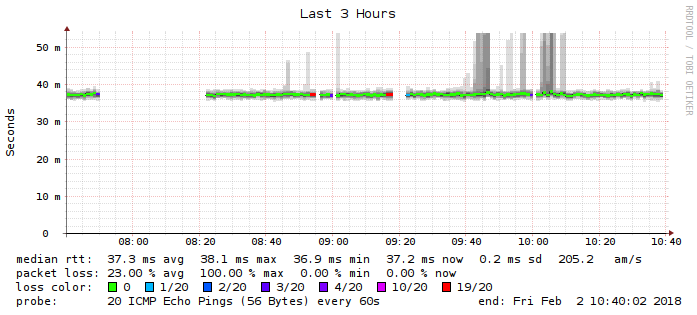 Last 3 Hours
RRDTOOL / TOBI OETIKER
Seconds
50 m
40 m
30 m
20 m
10 m
0
08:00 08:20 08:40 09:00 09:20 09:40 10:00 10:20 10:40
median rtt: 37.3 ms avg 38.1 ms max 36.9 ms min 37.2 ms now 0.2 ms sd 205.2 am/s
packet loss: 23.00 % avg 100.00 % max 0.00 % min 0.00 % now
loss color: 0 1/20 2/20 3/20 4/20 10/20 19/20
probe: 20 ICMP Echo Pings (56 Bytes) every 60s end: Fri Feb 2 10:40:02 2018